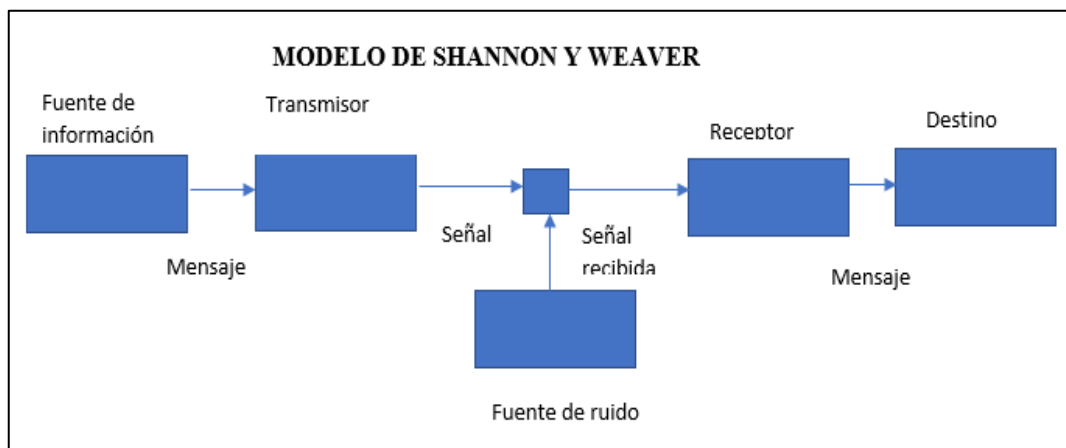 MODELO DE SHANNON Y WEAVER
Fuente de
información
Transmisor
Receptor
Destino
Mensaje
Señal
Señal
recibida
Mensaje
Fuente de ruido